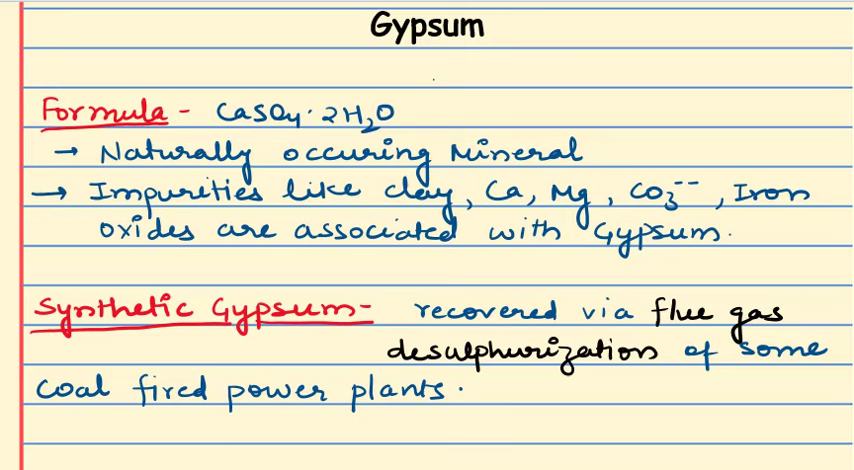 Gypsum
Formula - CaSO4·2H2O
→ Naturally occuring Mineral
→ Impurities like clay, Ca, Mg, CO3--, Iron
oxides are associated with Gypsum.
Synthetic Gypsum- recovered via flue gas
desulphurization of some
coal fired power plants.